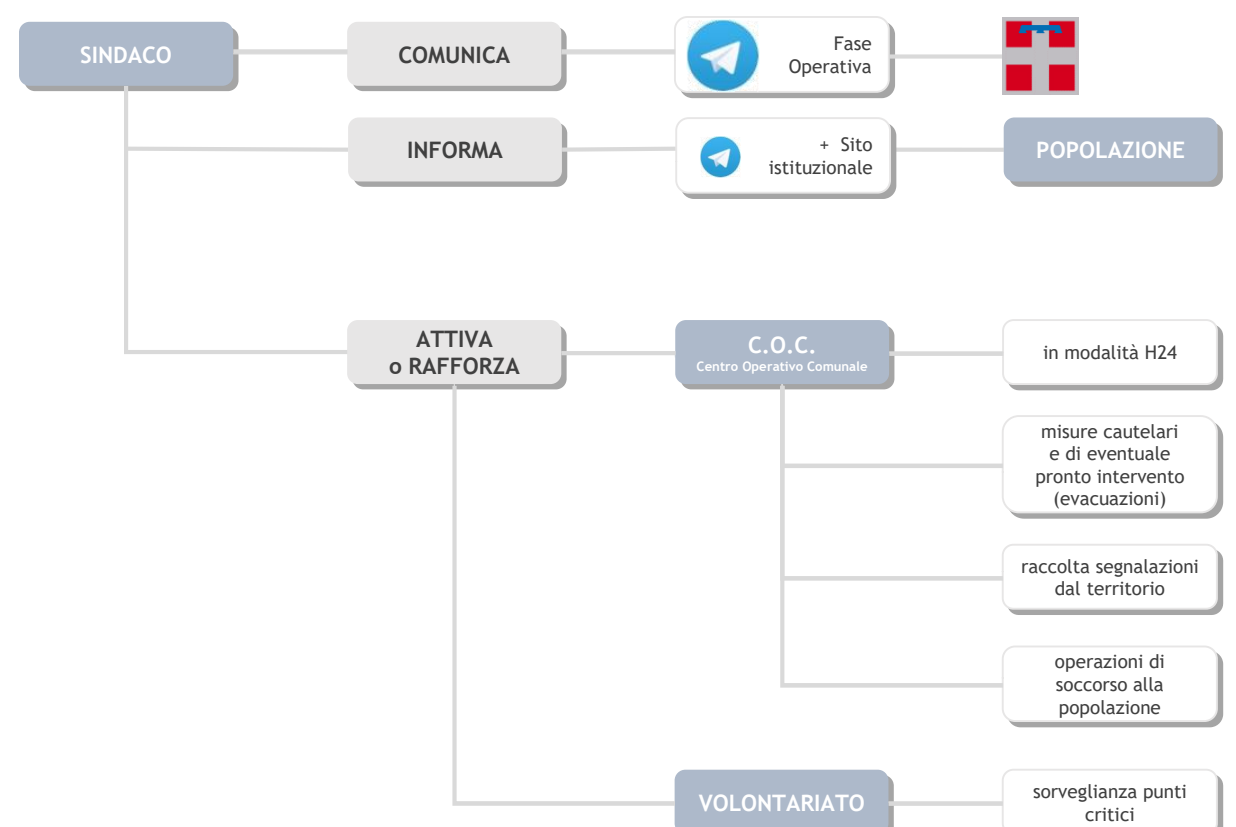 SINDACO
COMUNICA
Fase
Operativa
INFORMA
+ Sito
istituzionale
POPOLAZIONE
ATTIVA
o RAFFORZA
C.O.C.
Centro Operativo Comunale
in modalità H24
misure cautelari
e di eventuale
pronto intervento
(evacuazioni)
raccolta segnalazioni
dal territorio
operazioni di
soccorso alla
popolazione
VOLONTARIATO
sorveglianza punti
critici